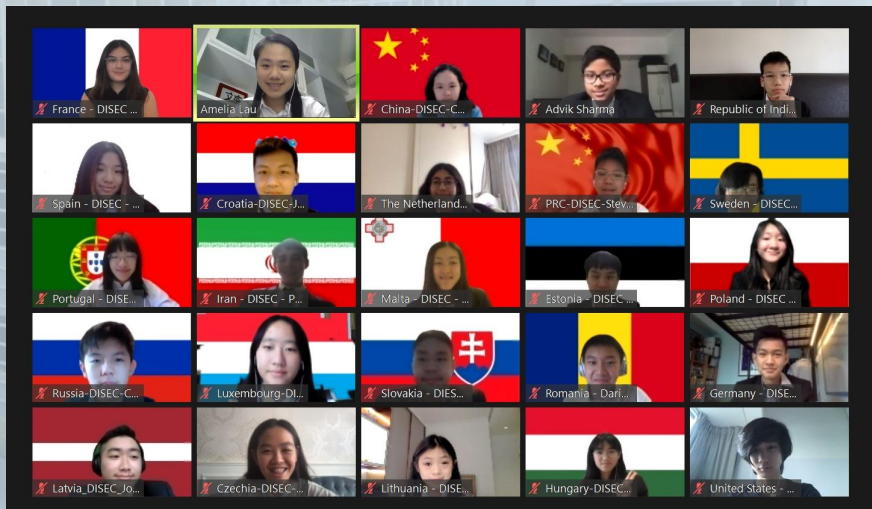 France - DISEC ...
Amelia Lau
China-DISEC-C...
Advik Sharma
Republic of Indi...
Spain - DISEC - ...
Croatia-DISEC-J...
The Netherland...
PRC-DISEC-Stev...
Sweden - DISEC...
Portugal - DISE...
Iran - DISEC - P...
Malta - DISEC - ...
Estonia - DISEC-...
Poland - DISEC ...
Russia-DISEC-C...
Luxembourg-DI...
Slovakia - DIES...
Romania - Dari...
Germany - DISE...
Latvia_DISEC_Jo...
Czechia-DISEC-...
Lithuania - DISE...
Hungary-DISEC...
United States - ...